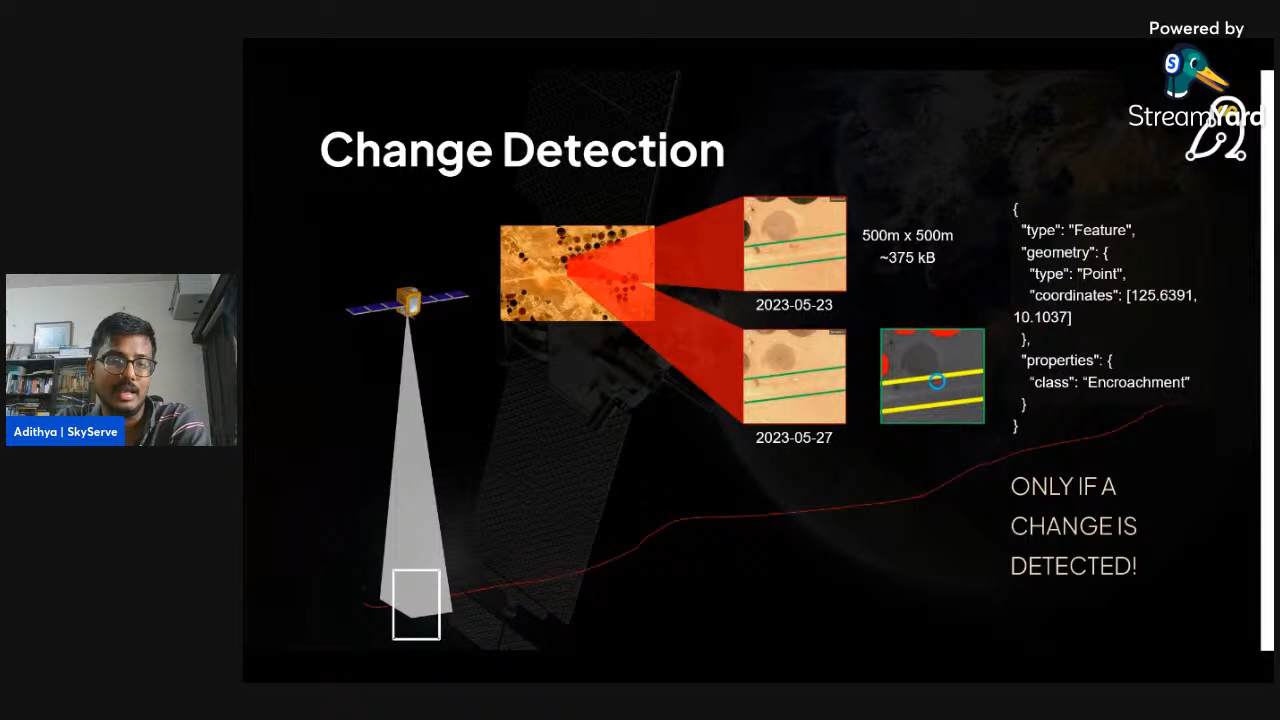 Powered by
StreamYard
Change Detection
500m x 500m
~375 kB
2023-05-23
2023-05-27
{
"type": "Feature",
"geometry": {
"type": "Point",
"coordinates": [125.6391,
10.1037]
},
"properties": {
"class": "Encroachment"
}
}
ONLY IF A
CHANGE IS
DETECTED!
Adithya | SkyServe